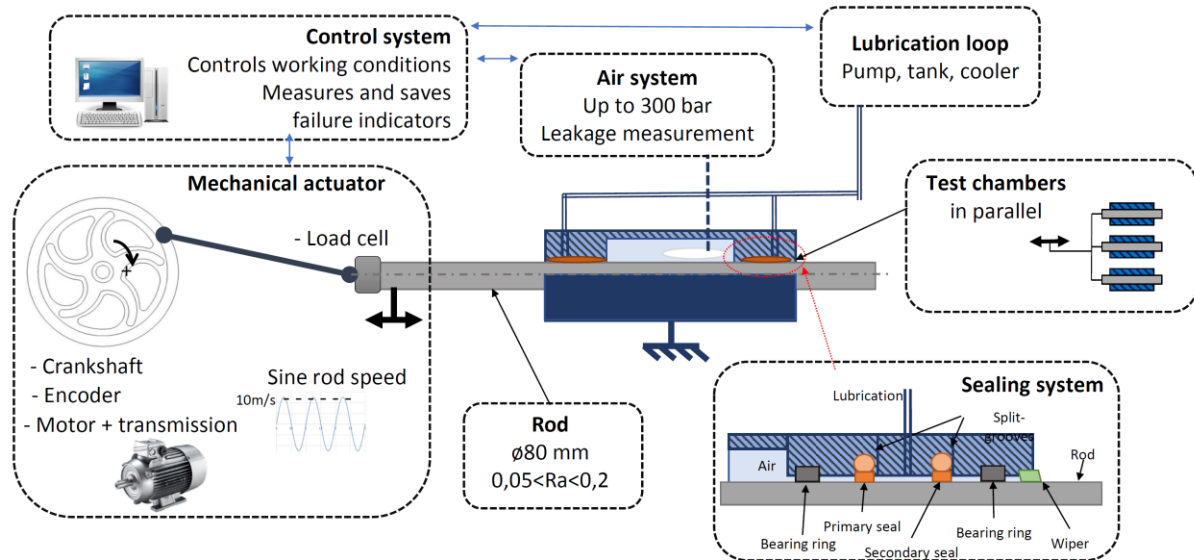 Control system
Controls working conditions
Measures and saves
failure indicators
Air system
Up to 300 bar
Leakage measurement
Lubrication loop
Pump, tank, cooler
Mechanical actuator
- Load cell
+
- Crankshaft
- Encoder
- Motor + transmission
Sine rod speed
10m/s
Rod
ø80 mm
0,05<Ra<0,2
Test chambers
in parallel
Sealing system
Lubrication
Split-
grooves
Air
Rod
Bearing ring
Primary seal
Secondary seal
Bearing ring
Wiper